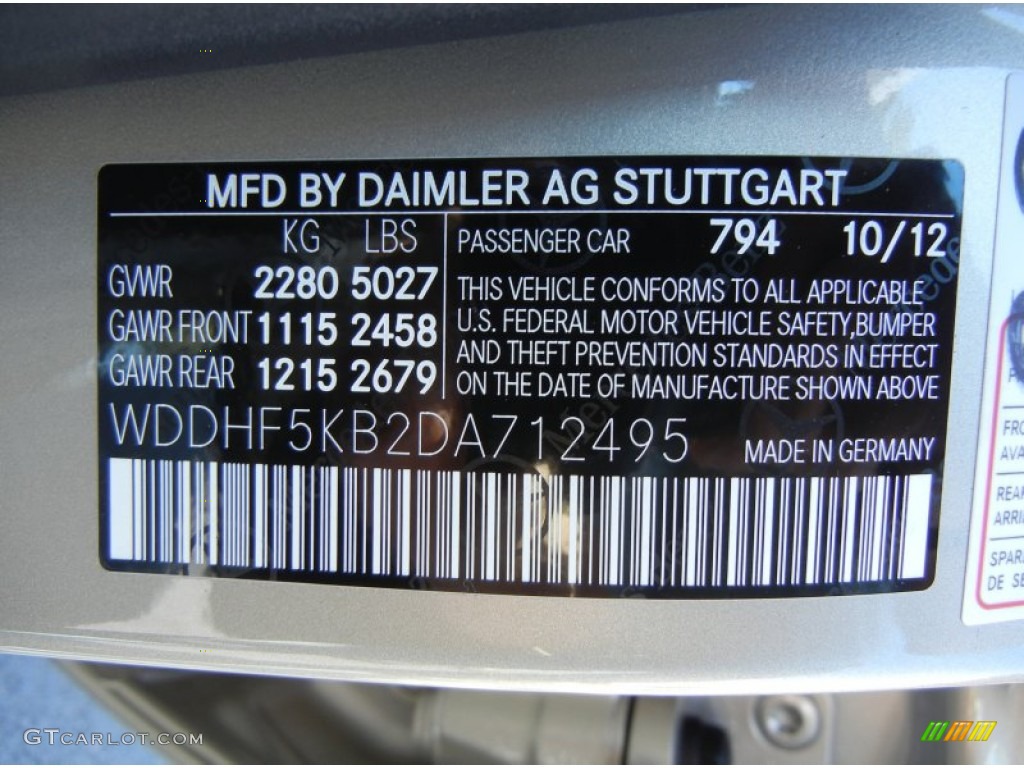 MFD BY DAIMLER AG STUTTGART
KG LBS
GVWR 2280 5027
GAWR FRONT 1115 2458
GAWR REAR 1215 2679
PASSENGER CAR 794 10/12
THIS VEHICLE CONFORMS TO ALL APPLICABLE
U.S. FEDERAL MOTOR VEHICLE SAFETY, BUMPER
AND THEFT PREVENTION STANDARDS IN EFFECT
ON THE DATE OF MANUFACTURE SHOWN ABOVE
WDDHF5KB2DA712495
MADE IN GERMANY
DE
GTCARLOT.COM